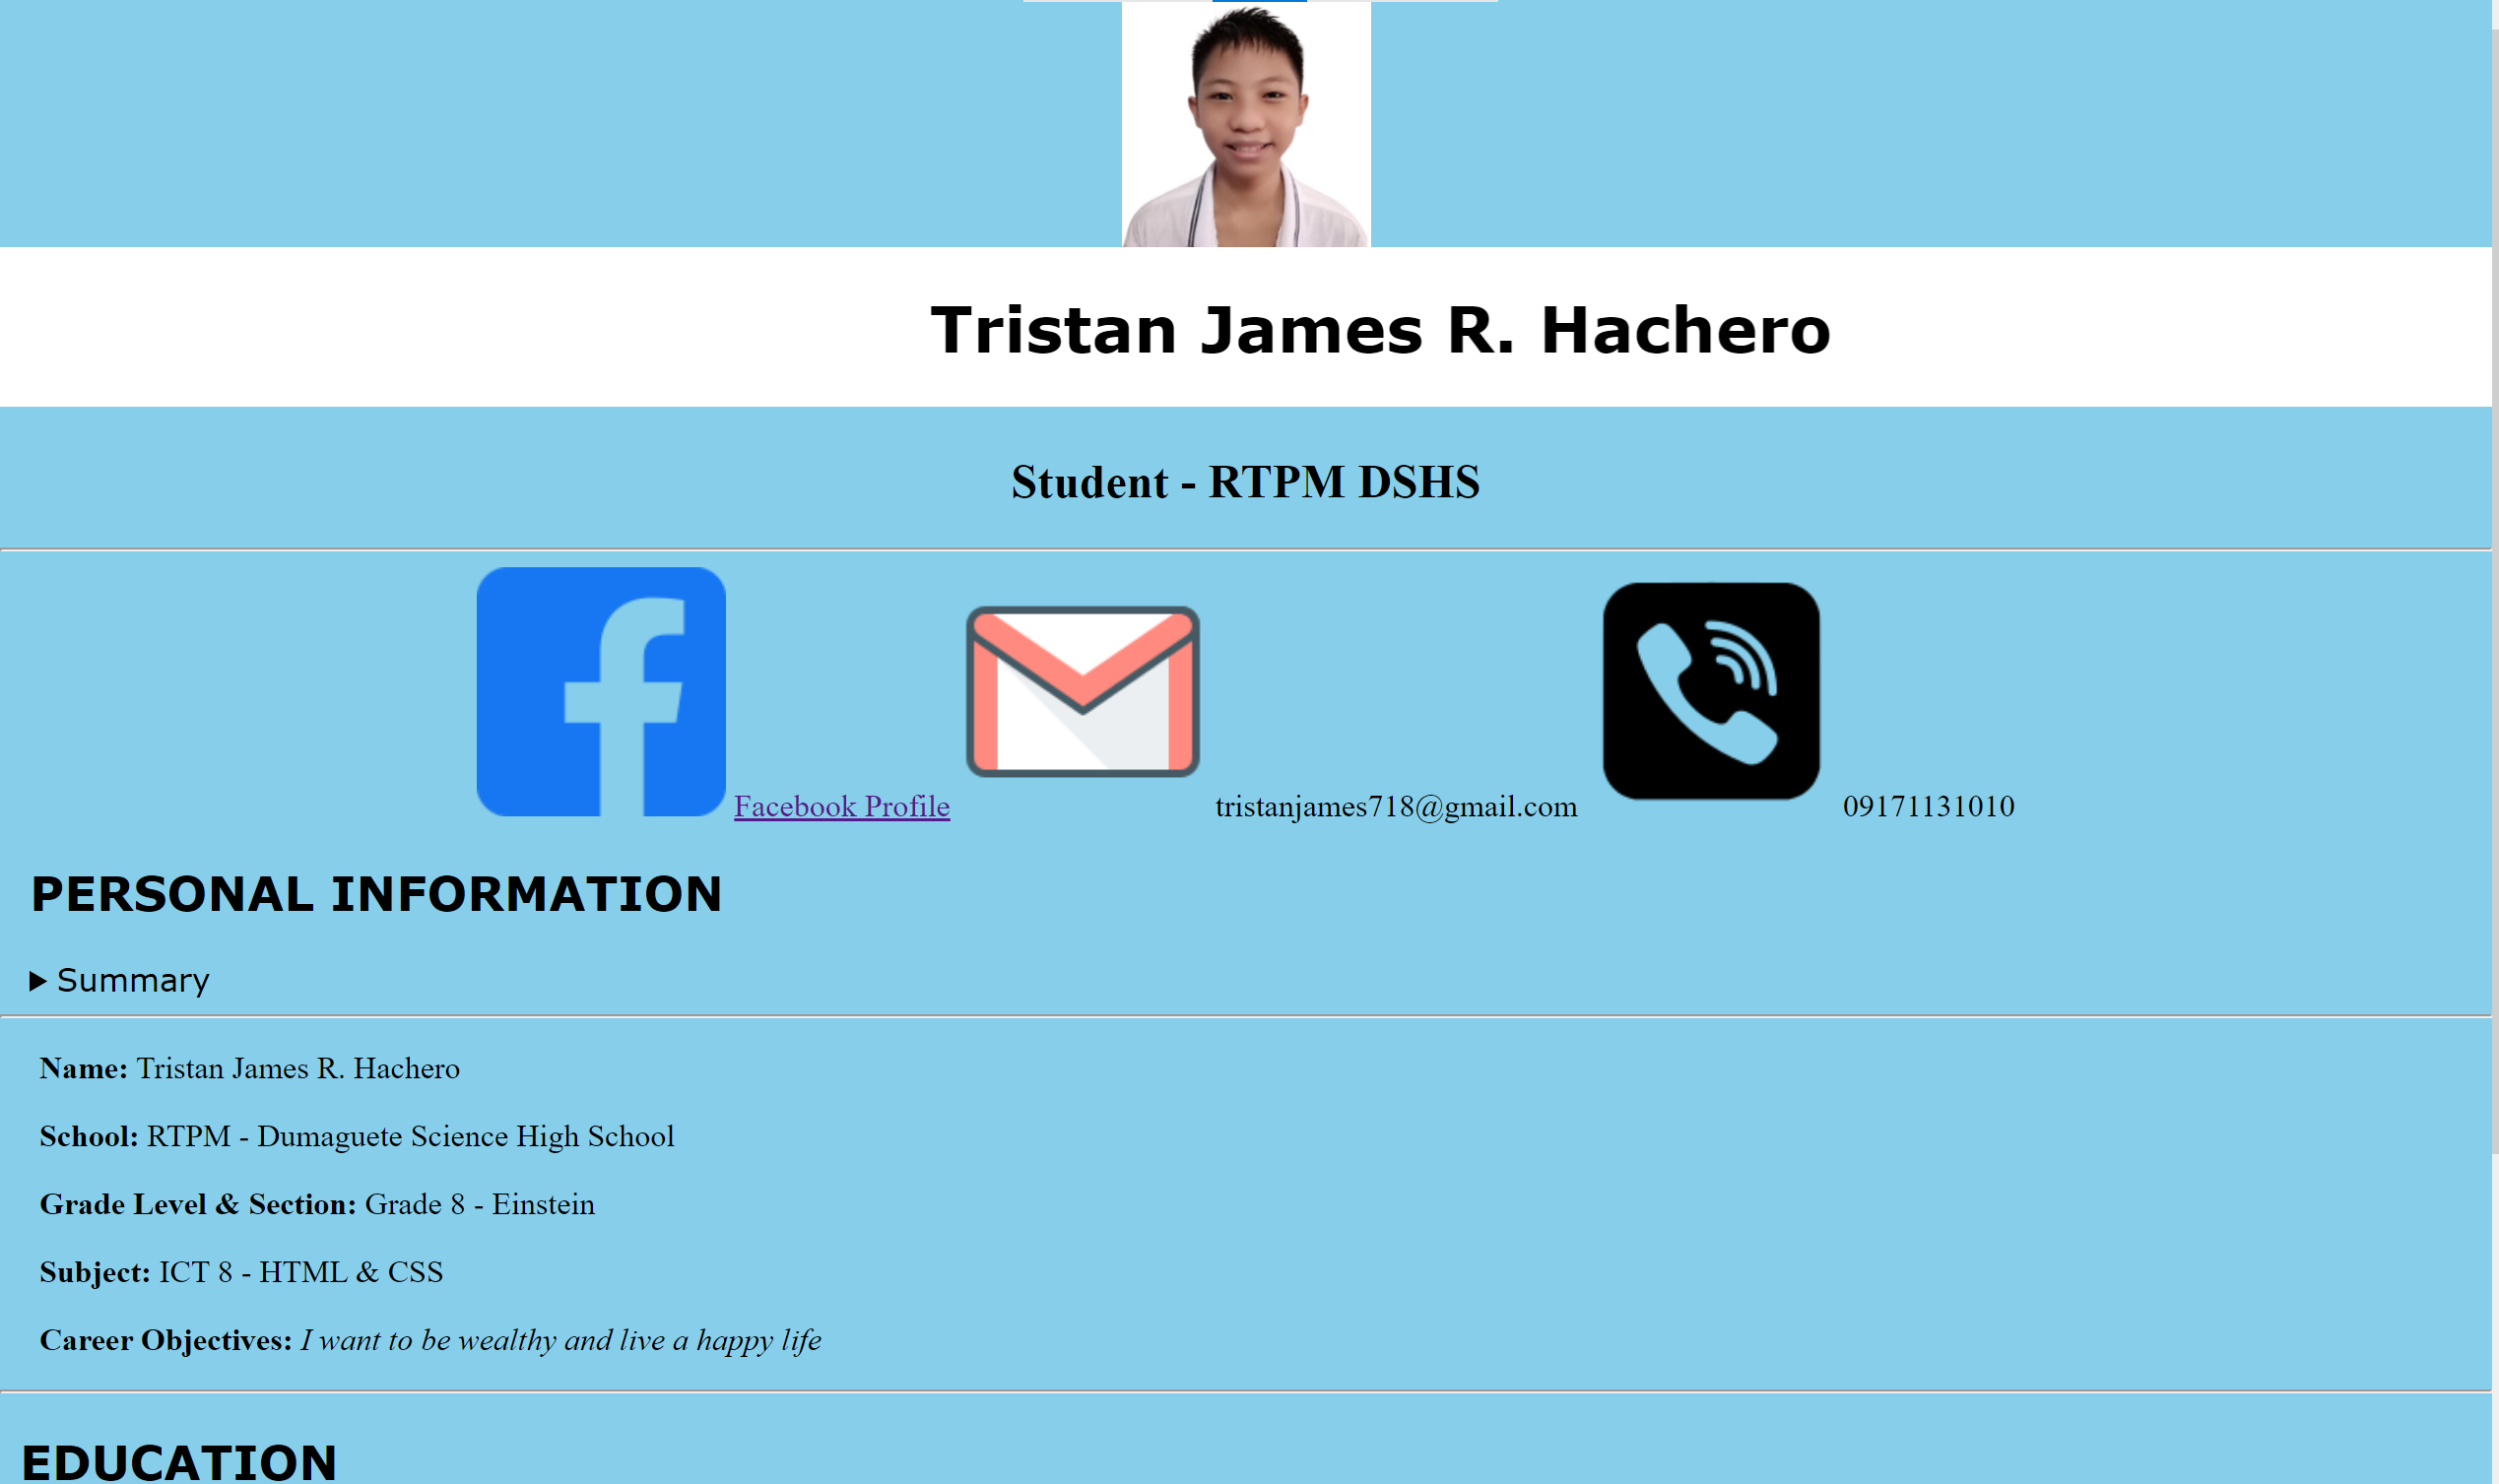 Tristan James R. Hachero
Student - RTPM DSHS
Facebook Profile tristanjames718@gmail.com 09171131010
PERSONAL INFORMATION
Summary
Name: Tristan James R. Hachero
School: RTPM - Dumaguete Science High School
Grade Level & Section: Grade 8 - Einstein
Subject: ICT 8 - HTML & CSS
Career Objectives: I want to be wealthy and live a happy life
EDUCATION